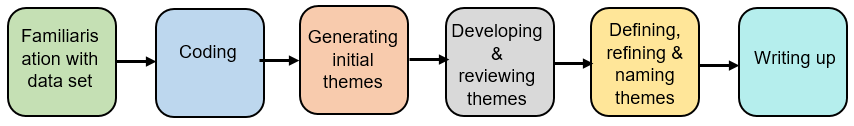 Familiaris
ation with
data set
Coding
Generating
initial
themes
Developing
&
reviewing
themes
Defining,
refining &
naming
themes
Writing up